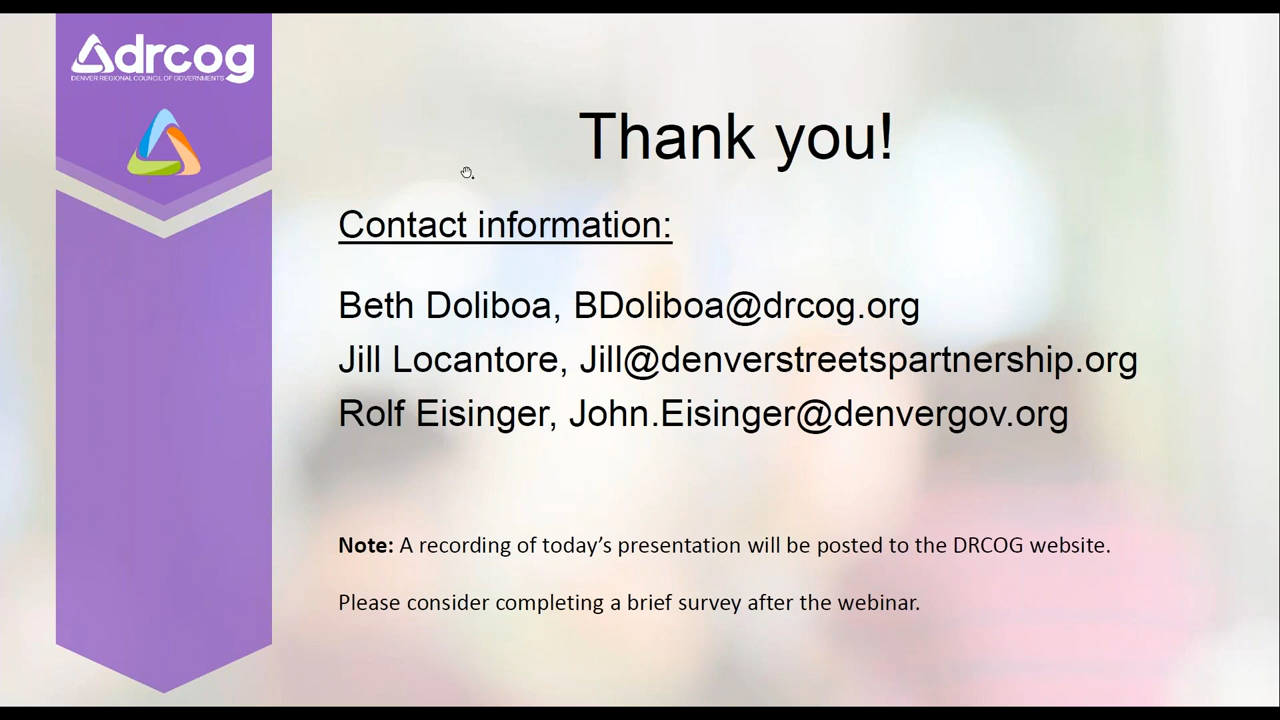 drcog
DENVER REGIONAL COUNCIL OF GOVERNMENTS
Thank you!
Contact information:
Beth Doliboa, BDoliboa@drcog.org
Jill Locantore, Jill@denverstreetspartnership.org
Rolf Eisinger, John.Eisinger@denvergov.org
Note: A recording of today’s presentation will be posted to the DRCOG website.
Please consider completing a brief survey after the webinar.